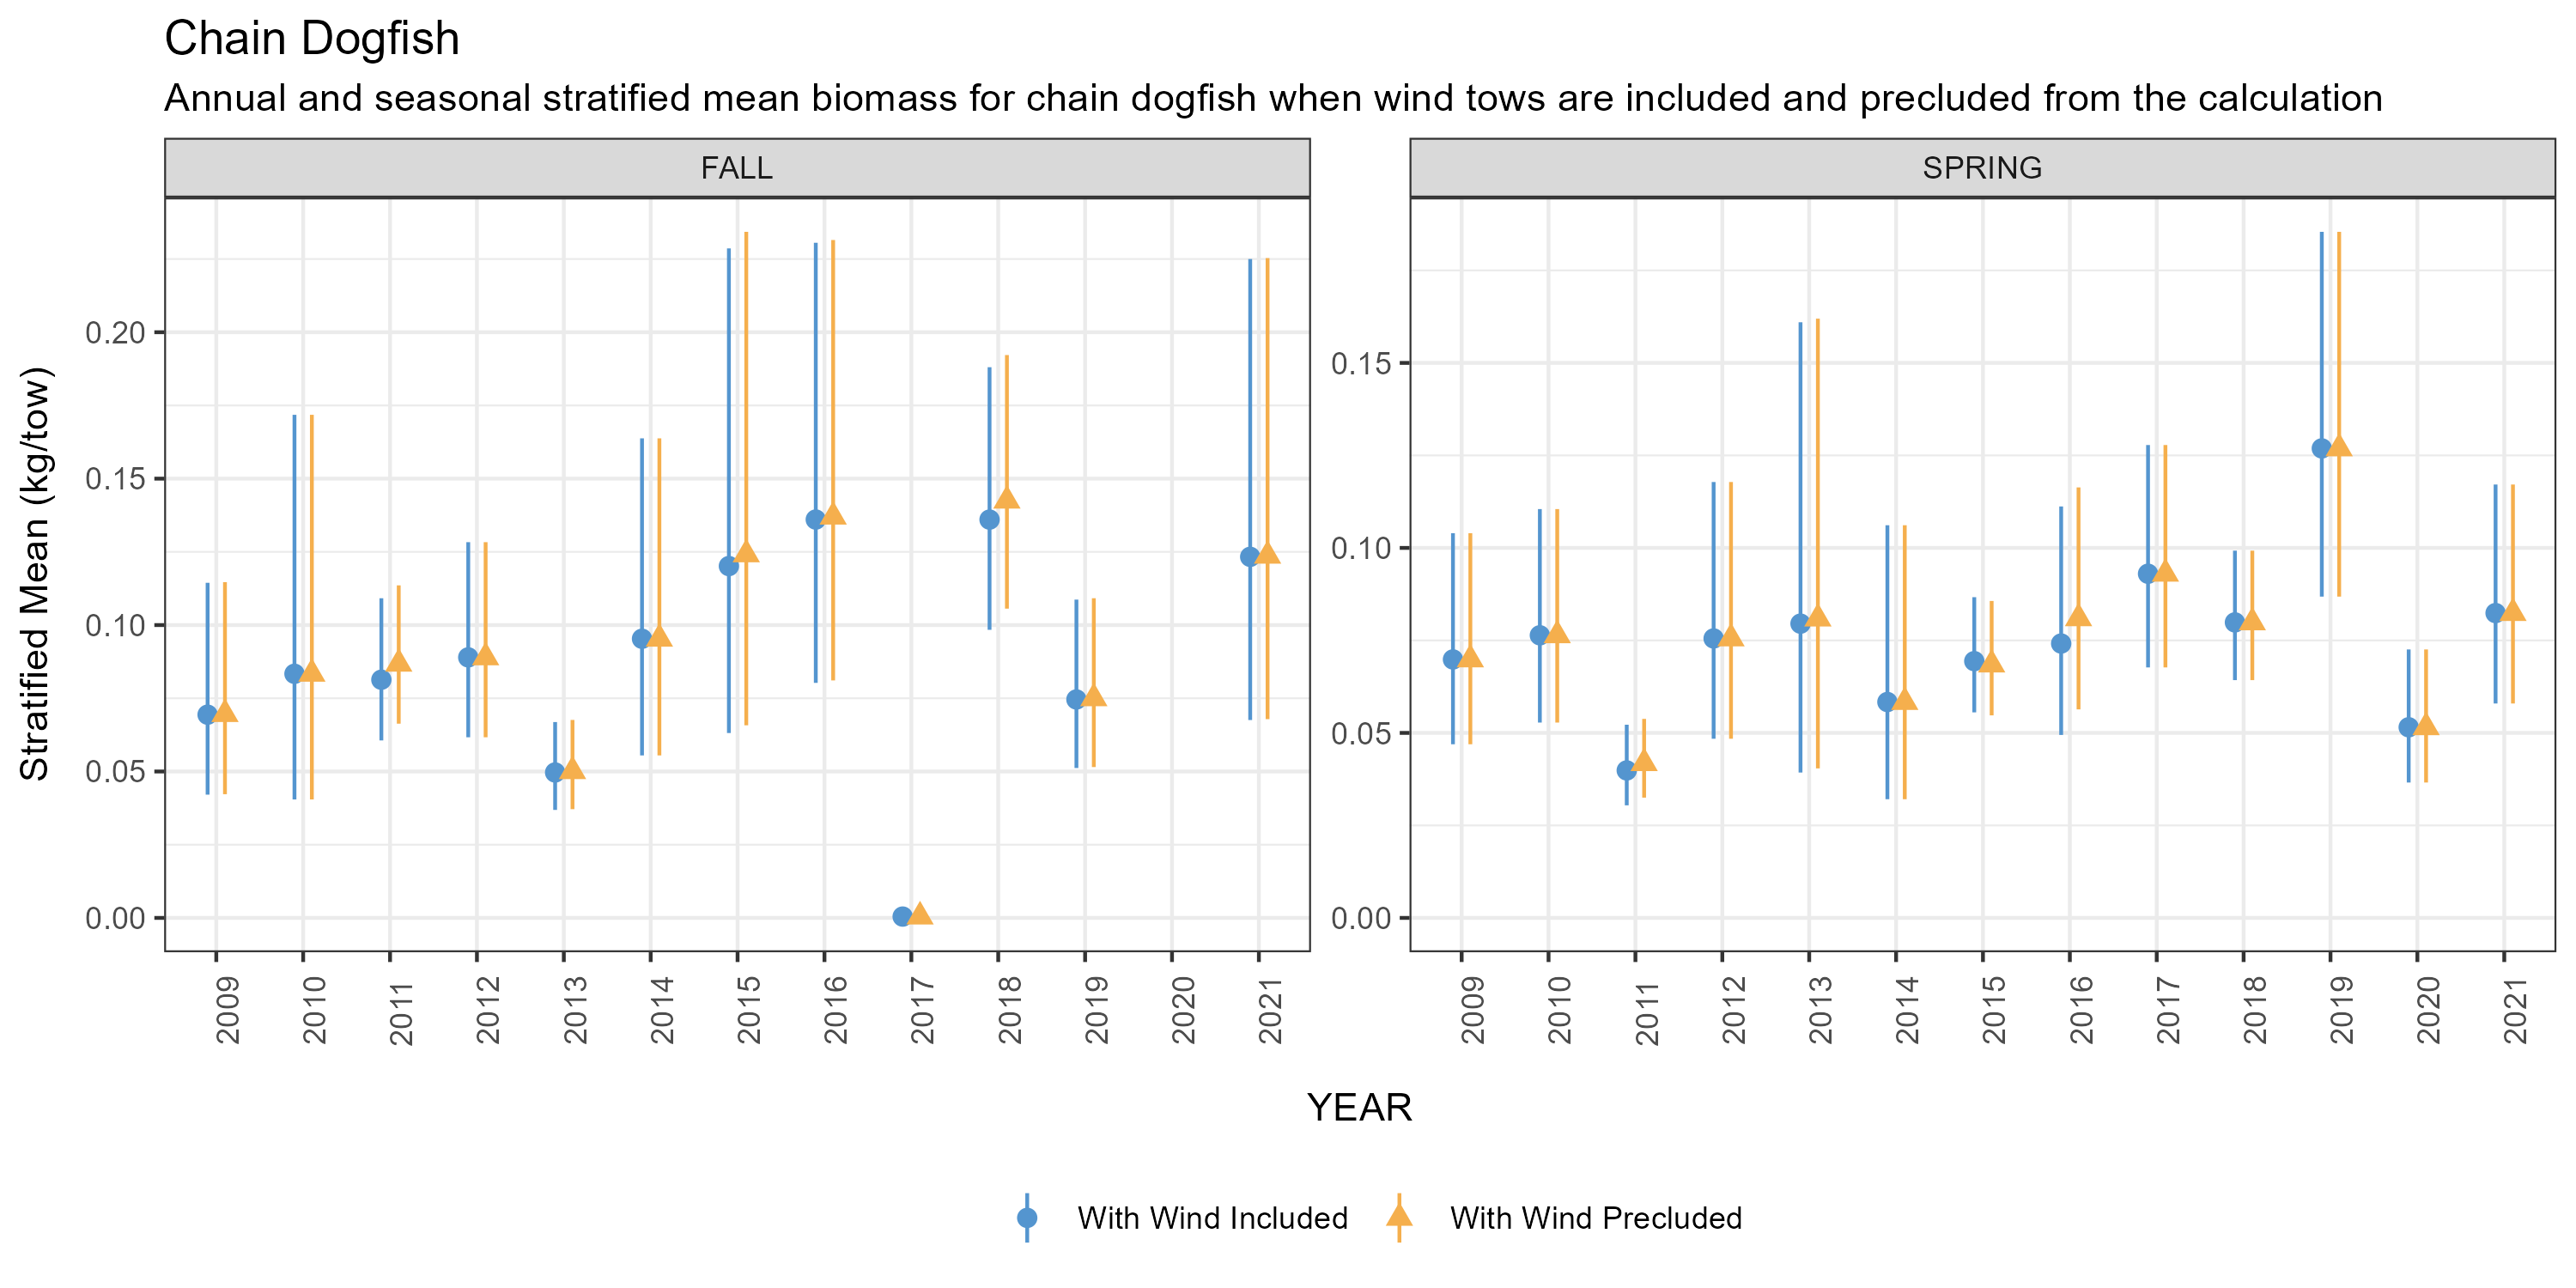 Chain Dogfish
Annual and seasonal stratified mean biomass for chain dogfish when wind tows are included and precluded from the calculation
FALL
SPRING
Stratified Mean (kg/tow)
0.20
0.15
0.10
0.05
0.00
0.15
0.10
0.05
0.00
2009 2010 2011 2012 2013 2014 2015 2016 2017 2018 2019 2020 2021
2009 2010 2011 2012 2013 2014 2015 2016 2017 2018 2019 2020 2021
YEAR
With Wind Included
With Wind Precluded